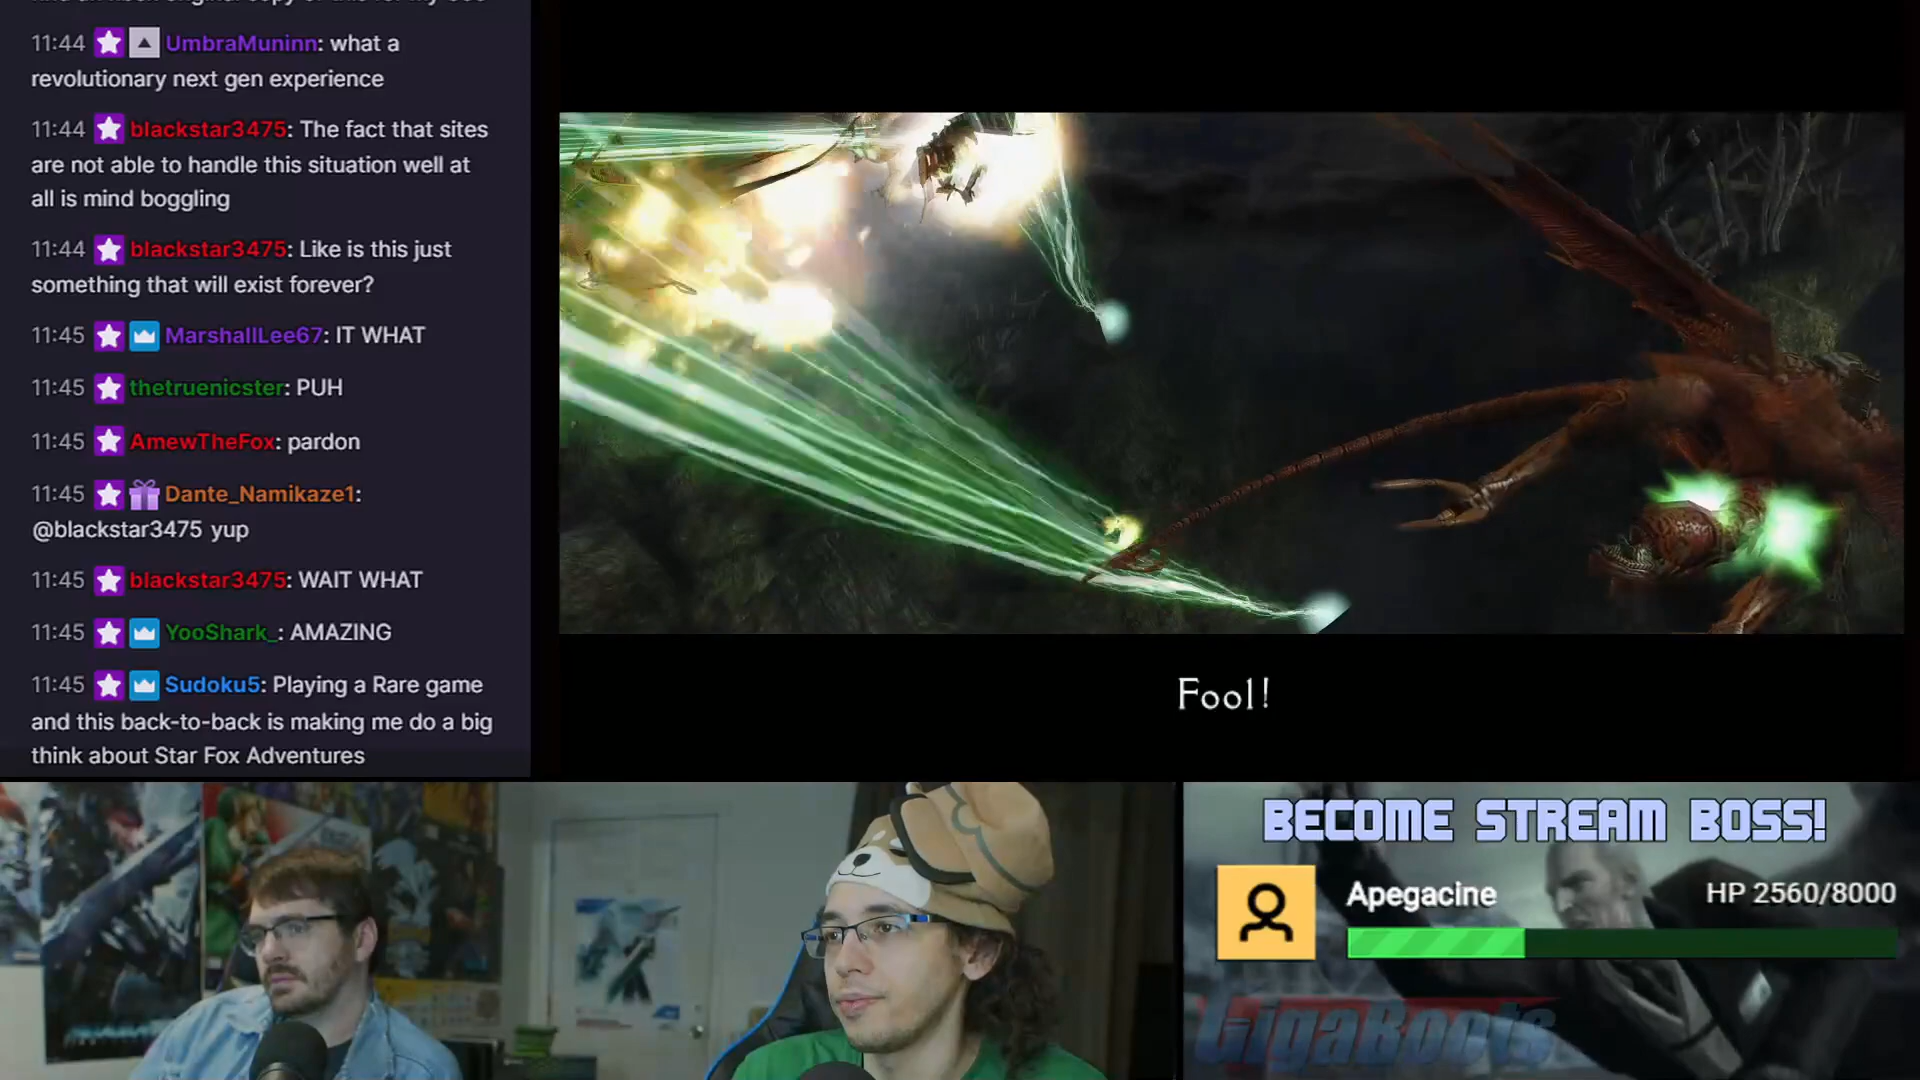 11:44 UmbraMuninn: what a
revolutionary next gen experience
11:44 blackstar3475: The fact that sites
are not able to handle this situation well at
all is mind boggling
11:44 blackstar3475: Like is this just
something that will exist forever?
11:45 MarshallLee67: IT WHAT
11:45 thetruenicster: PUH
11:45 AmewTheFox: pardon
11:45 Dante_Namikaze1:
@blackstar3475 yup
11:45 blackstar3475: WAIT WHAT
11:45 YooShark_: AMAZING
11:45 Sudoku5: Playing a Rare game
and this back-to-back is making me do a big
think about Star Fox Adventures
Fool!
BECOME STREAM BOSS!
Apegacine HP 2560/8000
GigaBoots